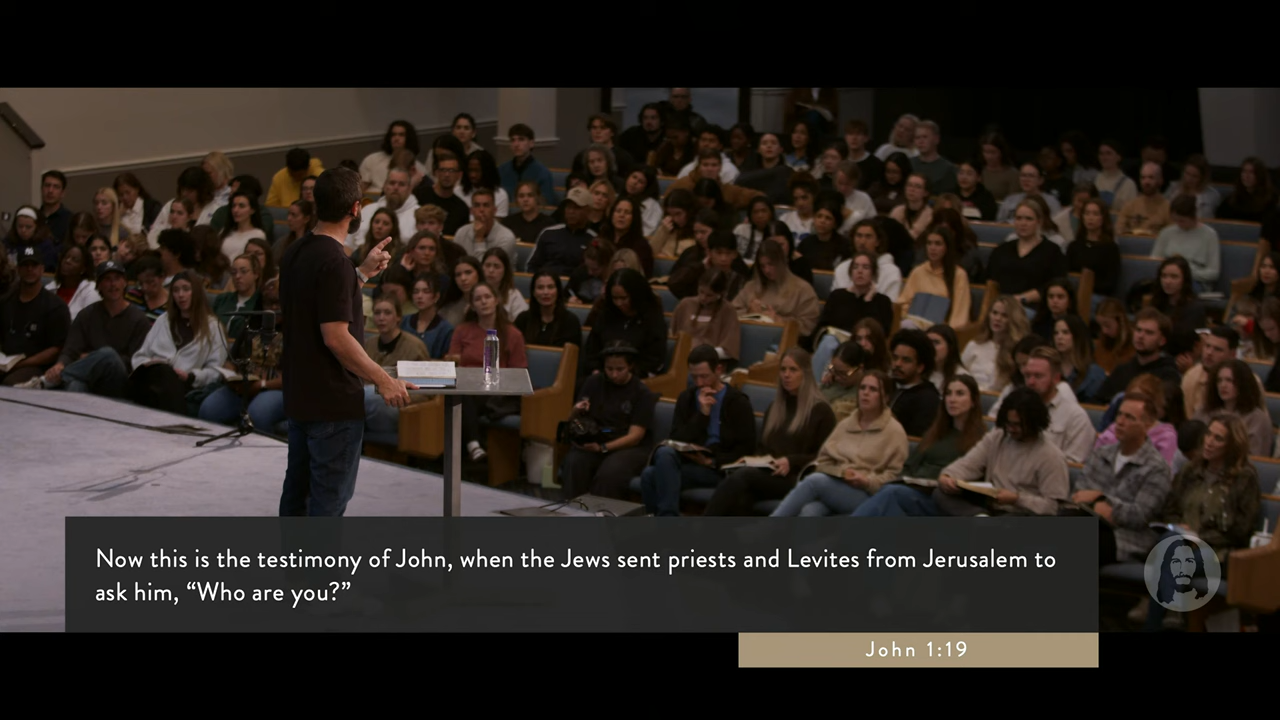 Now this is the testimony of John, when the Jews sent priests and Levites from Jerusalem to
ask him, “Who are you?”
John 1:19